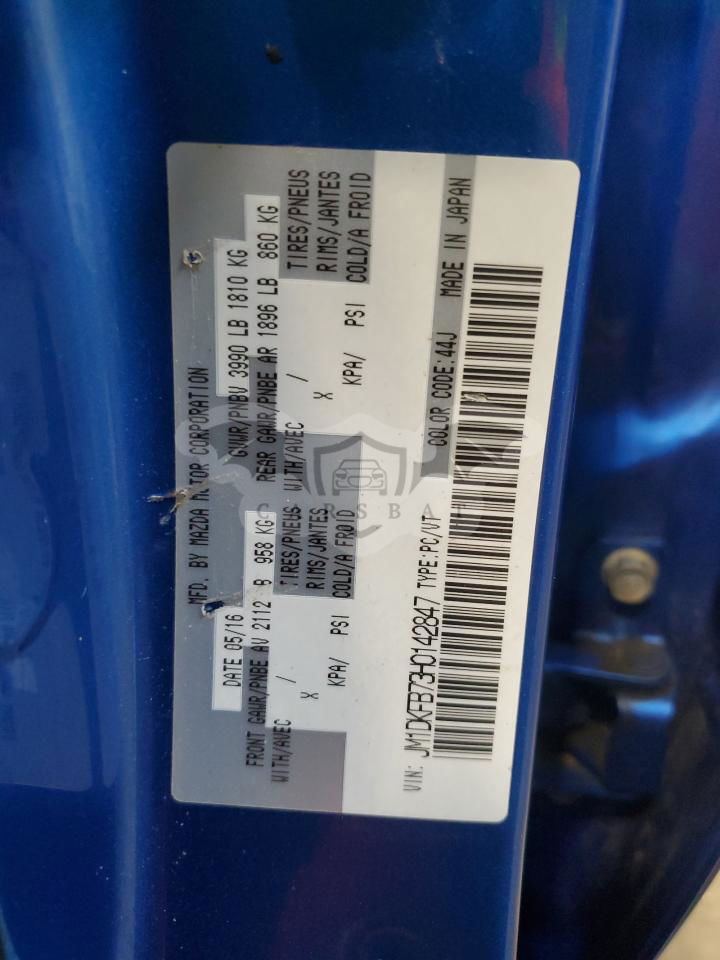 MFD. BY MAZDA MOTOR CORPORATION
DATE 05/16 GVWR/PNBV 3990 LB 1810 KG
FRONT GAWR/PNBE AV 2112 B 958 KG REAR GAWR/PNBE AR 1896 LB 860 KG
WITH/AVEC / TIRES/PNEUS WITH/AVEC / TIRES/PNEUS
X RIMS/JANTES X RIMS/JANTES
KPA/ PSI COLD/A FROID KPA/ PSI COLD/A FROID
VIN: JM1DKFB73H0142847 TYPE:PC/VT
COLOR CODE:44J MADE IN JAPAN
CARSBAT